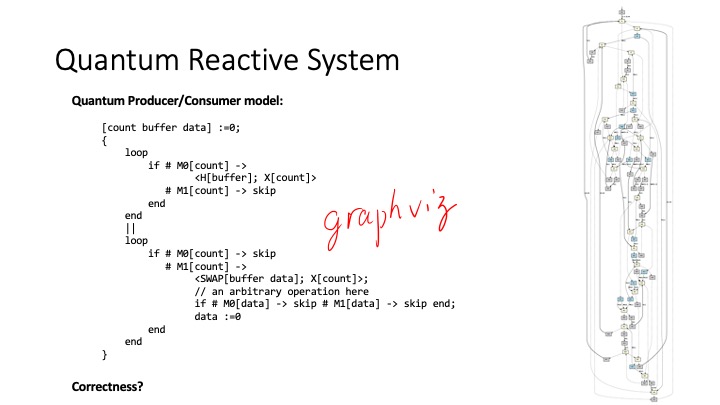 Quantum Reactive System
Quantum Producer/Consumer model:
[count buffer data] :=0;
{
loop
if # M0[count] ->
<H[buffer]; X[count]>
# M1[count] -> skip
end
end
||
loop
if # M0[count] -> skip
# M1[count] ->
<SWAP[buffer data]; X[count]>;
// an arbitrary operation here
if # M0[data] -> skip # M1[data] -> skip end;
data :=0
end
end
}
graphviz
Correctness?